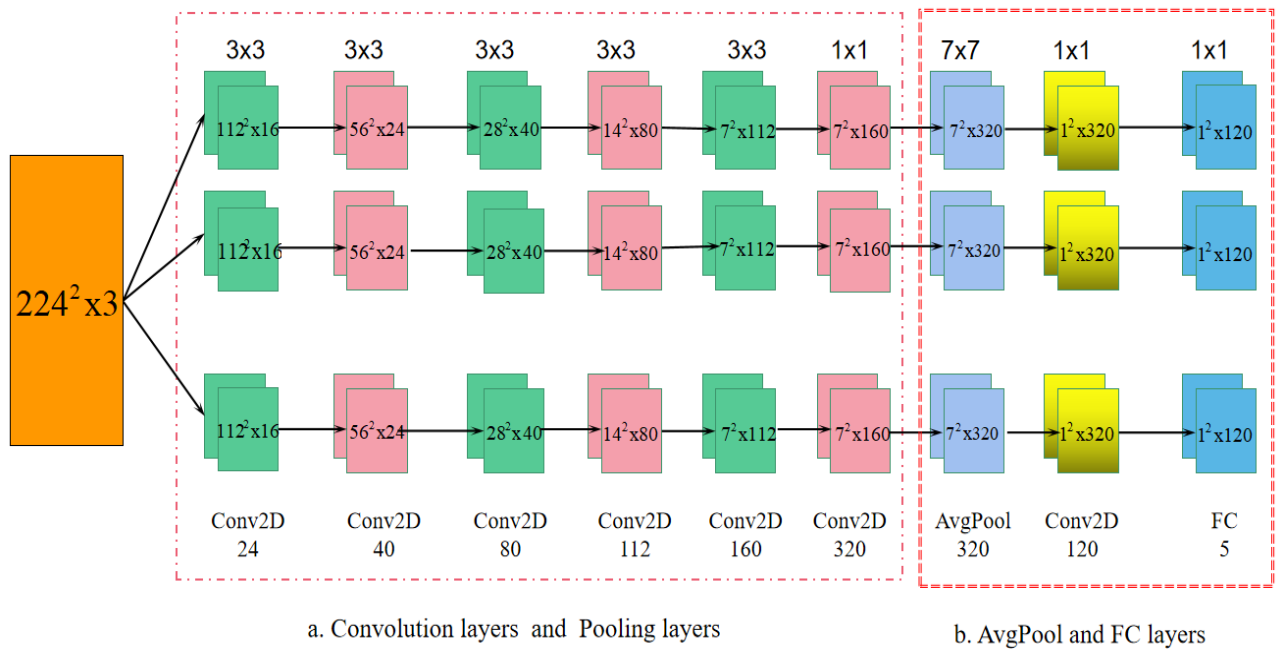 3x3 3x3 3x3 3x3 3x3 1x1 7x7 1x1 1x1
112²x16 56²x24 28²x40 14²x80 7²x112 7²x160 7²x320 1²x320 1²x120
112²x16 56²x24 28²x40 14²x80 7²x112 7²x160 7²x320 1²x320 1²x120
224²x3
112²x16 56²x24 28²x40 14²x80 7²x112 7²x160 7²x320 1²x320 1²x120
Conv2D Conv2D Conv2D Conv2D Conv2D Conv2D AvgPool Conv2D FC
24 40 80 112 160 320 320 120 5
a. Convolution layers and Pooling layers b. AvgPool and FC layers